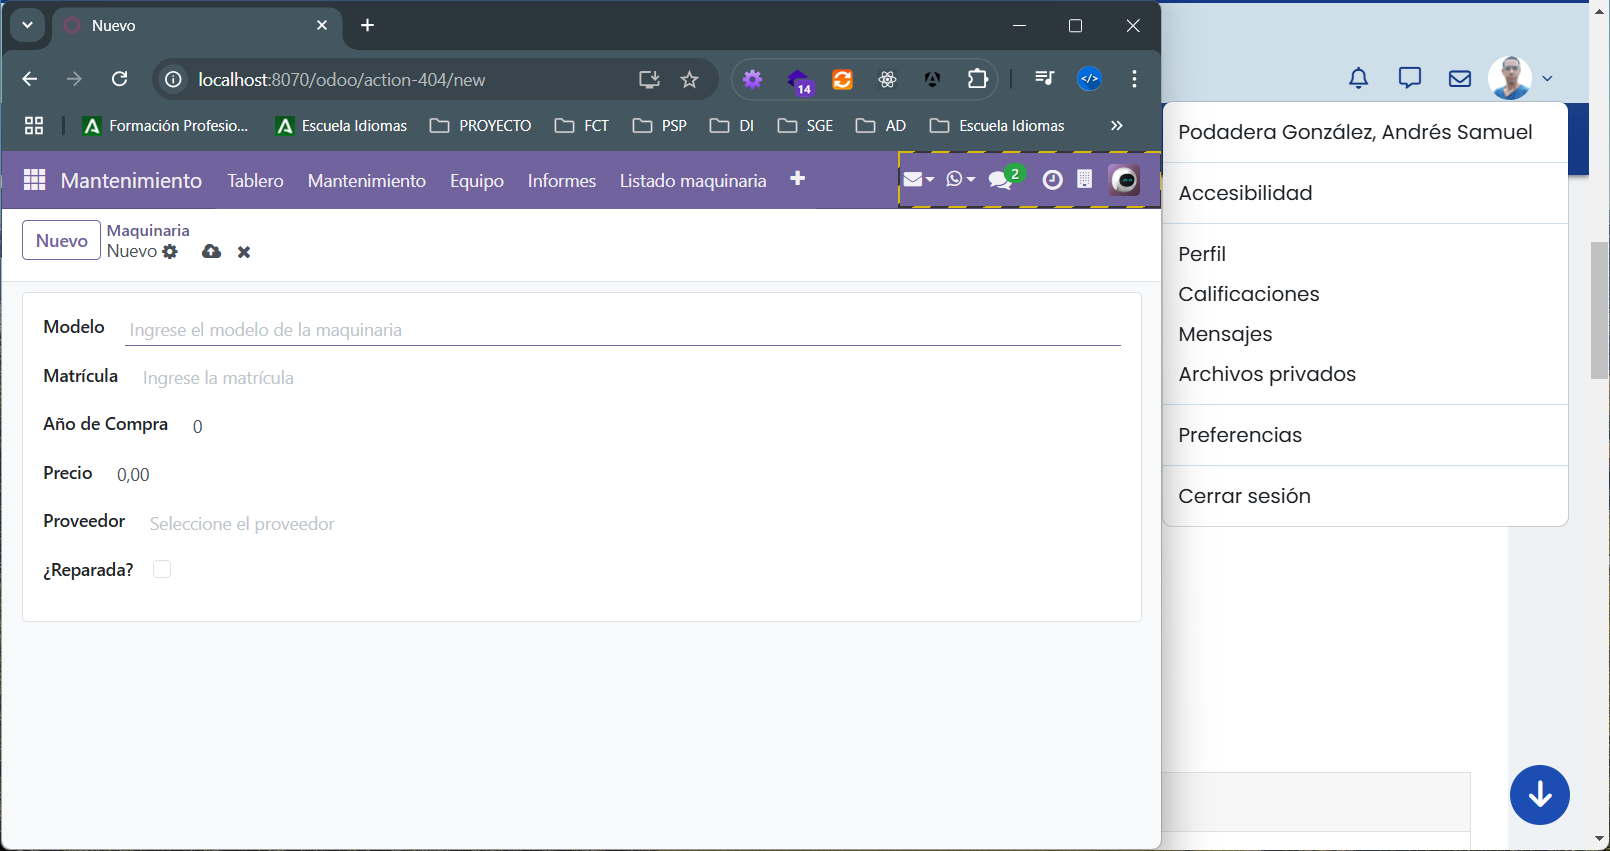 Nuevo
localhost:8070/odoo/action-404/new
14
</>
Formación Profesio...
Escuela Idiomas
PROYECTO
FCT
PSP
DI
SGE
AD
Escuela Idiomas
»
Mantenimiento
Tablero
Mantenimiento
Equipo
Informes
Listado maquinaria
2
Nuevo
Maquinaria
Nuevo
Modelo
Ingrese el modelo de la maquinaria
Matrícula
Ingrese la matrícula
Año de Compra
0
Precio
0,00
Proveedor
Seleccione el proveedor
¿Reparada?
Podadera González, Andrés Samuel
Accesibilidad
Perfil
Calificaciones
Mensajes
Archivos privados
Preferencias
Cerrar sesión